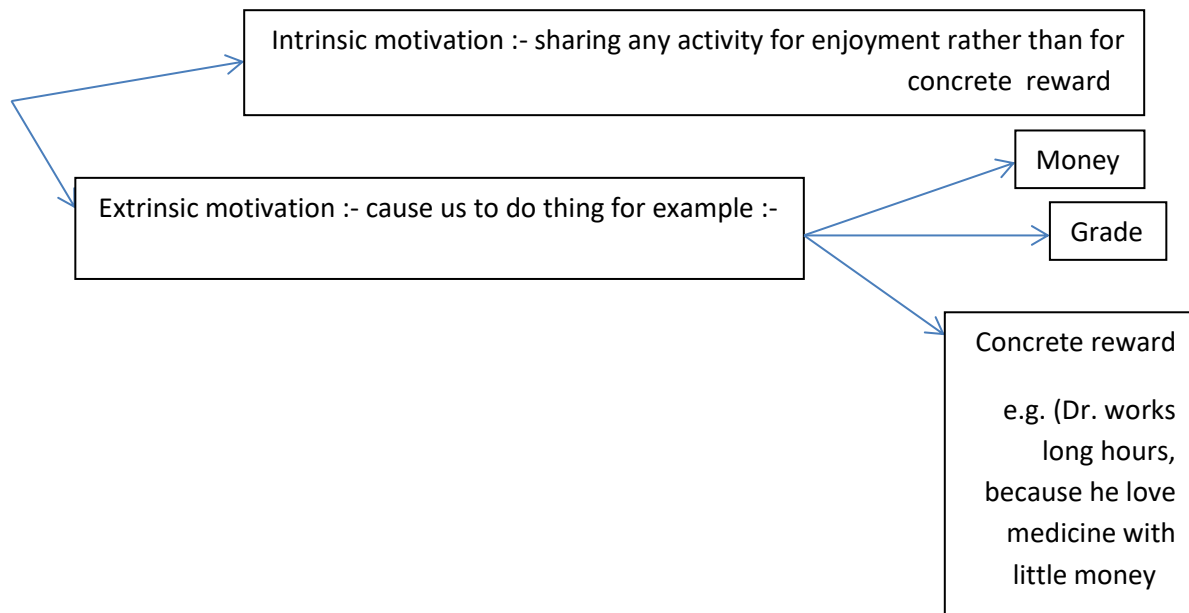 Intrinsic motivation :- sharing any activity for enjoyment rather than for
concrete reward
Extrinsic motivation :- cause us to do thing for example :-
Money
Grade
Concrete reward
e.g. (Dr. works
long hours,
because he love
medicine with
little money